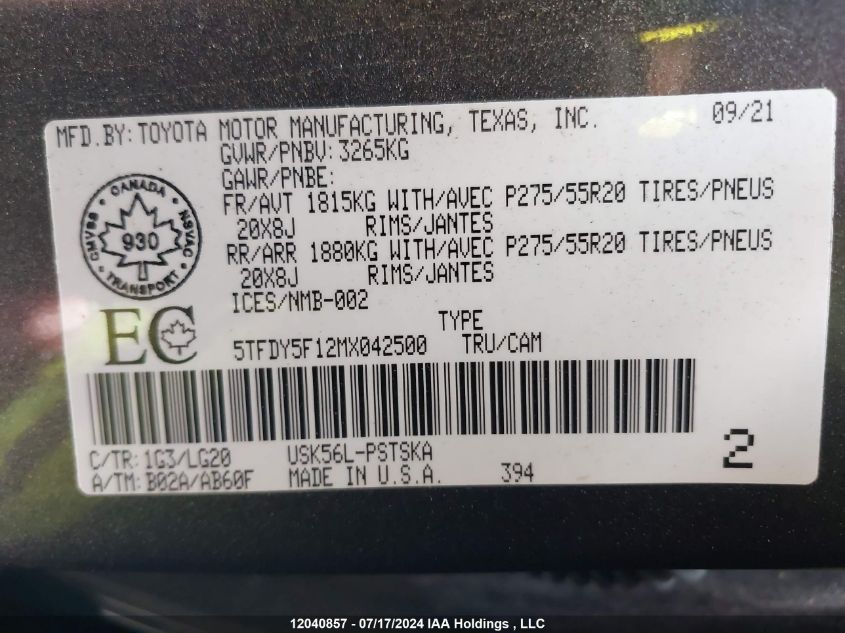 MFD.BY: TOYOTA MOTOR MANUFACTURING, TEXAS, INC. 09/21
GVWR/PNBV: 3265KG
GAWR/PNBE:
FR/AVT 1815KG WITH/AVEC P275/55R20 TIRES/PNEUS
20X8J RIMS/JANTES
RR/ARR 1880KG WITH/AVEC P275/55R20 TIRES/PNEUS
20X8J RIMS/JANTES
ICES/NMB-002
CANADA
CMVSS 930 NSVAC
TRANSPORT
EC
TYPE
5TFDY5F12MX042500 TRU/CAM
C/TR: 1G3/LG20 USK56L-PSTSKA
A/TM: B02A/AB60F MADE IN U.S.A. 394
2
12040857 - 07/17/2024 IAA Holdings , LLC